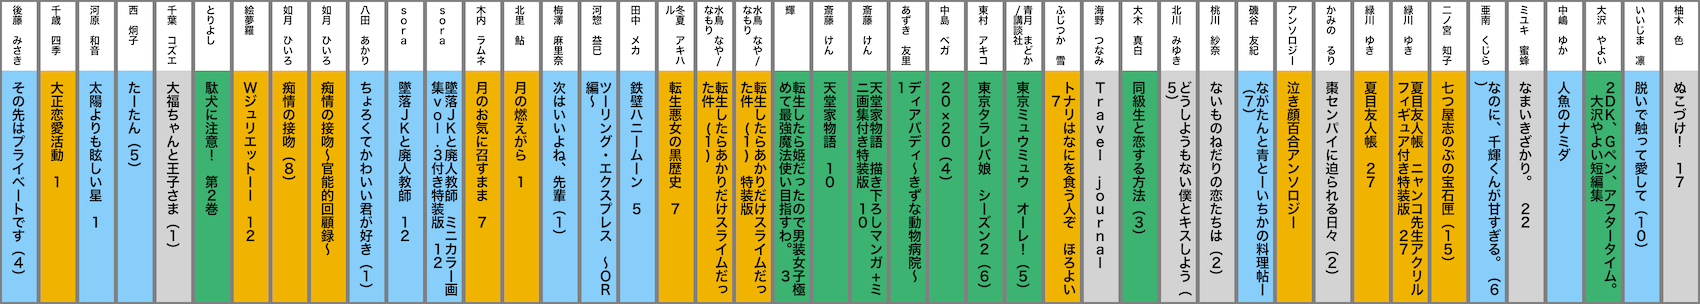 柚木 色
ぬこづけ！ 17
いいじま 凛
脱いで触って愛して（10）
大沢 やよい
2DK、Gペン、アフタータイム。
大沢やよい短編集
中嶋 ゆか
人魚のナミダ
ミユキ 蜜蜂
なまいきざかり。 22
亜南 くじら
なのに、千輝くんが甘すぎる。（6
）
二ノ宮 知子
七つ屋志のぶの宝石匣（15）
緑川 ゆき
夏目友人帳 ニャンコ先生アクリル
フィギュア付き特装版 27
緑川 ゆき
夏目友人帳 27
かみの るり
棗センパイに迫られる日々（2）
アンソロジー
泣き顔百合アンソロジー
磯谷 友紀
ながたんと青とーいちかの料理帖ー
（7）
桃川 紗奈
ないものねだりの恋たちは（2）
北川 みゆき
どうしようもない僕とキスしよう（
5）
大木 真白
同級生と恋する方法（3）
海野 つなみ
Travel journal
ふじつか 雪
トナリはなにを食う人ぞ ほろよい
7
青月 まどか
/講談社
東京ミュウミュウ オーレ！（5）
東村 アキコ
東京タラレバ娘 シーズン2（6）
中島 ベガ
20×20（4）
あずき 友里
ディアバディ～きずな動物病院～
1
斎藤 けん
天堂家物語 描き下ろしマンガ+ミ
ニ画集付き特装版 10
斎藤 けん
天堂家物語 10
輝
転生したら姫だったので男装女子極
めて最強魔法使い目指すわ。 3
水鳥 なや/
なもり
転生したらあかりだけスライムだっ
た件 （1） 特装版
水鳥 なや/
なもり
転生したらあかりだけスライムだっ
た件 （1）
冬夏 アキハ
ル
転生悪女の黒歴史 7
田中 メカ
鉄壁ハニームーン 5
河惣 益巳
ツーリング・エクスプレス ～OR
編～
梅澤 麻里奈
次はいいよね、先輩（1）
北里 鮎
月の燃えがら 1
木内 ラムネ
月のお気に召すまま 7
sora
墜落JKと廃人教師 ミニカラー画
集vol.3付き特装版 12
sora
墜落JKと廃人教師 12
八田 あかり
ちょろくてかわいい君が好き（1）
如月 ひいろ
痴情の接吻～官能的回顧録～
如月 ひいろ
痴情の接吻（8）
絵夢羅
Wジュリエットー 12
とりよし
駄犬に注意！ 第2巻
千葉 コズエ
大福ちゃんと王子さま（1）
西 炯子
たーたん（5）
河原 和音
太陽よりも眩しい星 1
千歳 四季
大正恋愛活動 1
後藤 みさき
その先はプライベートです（4）